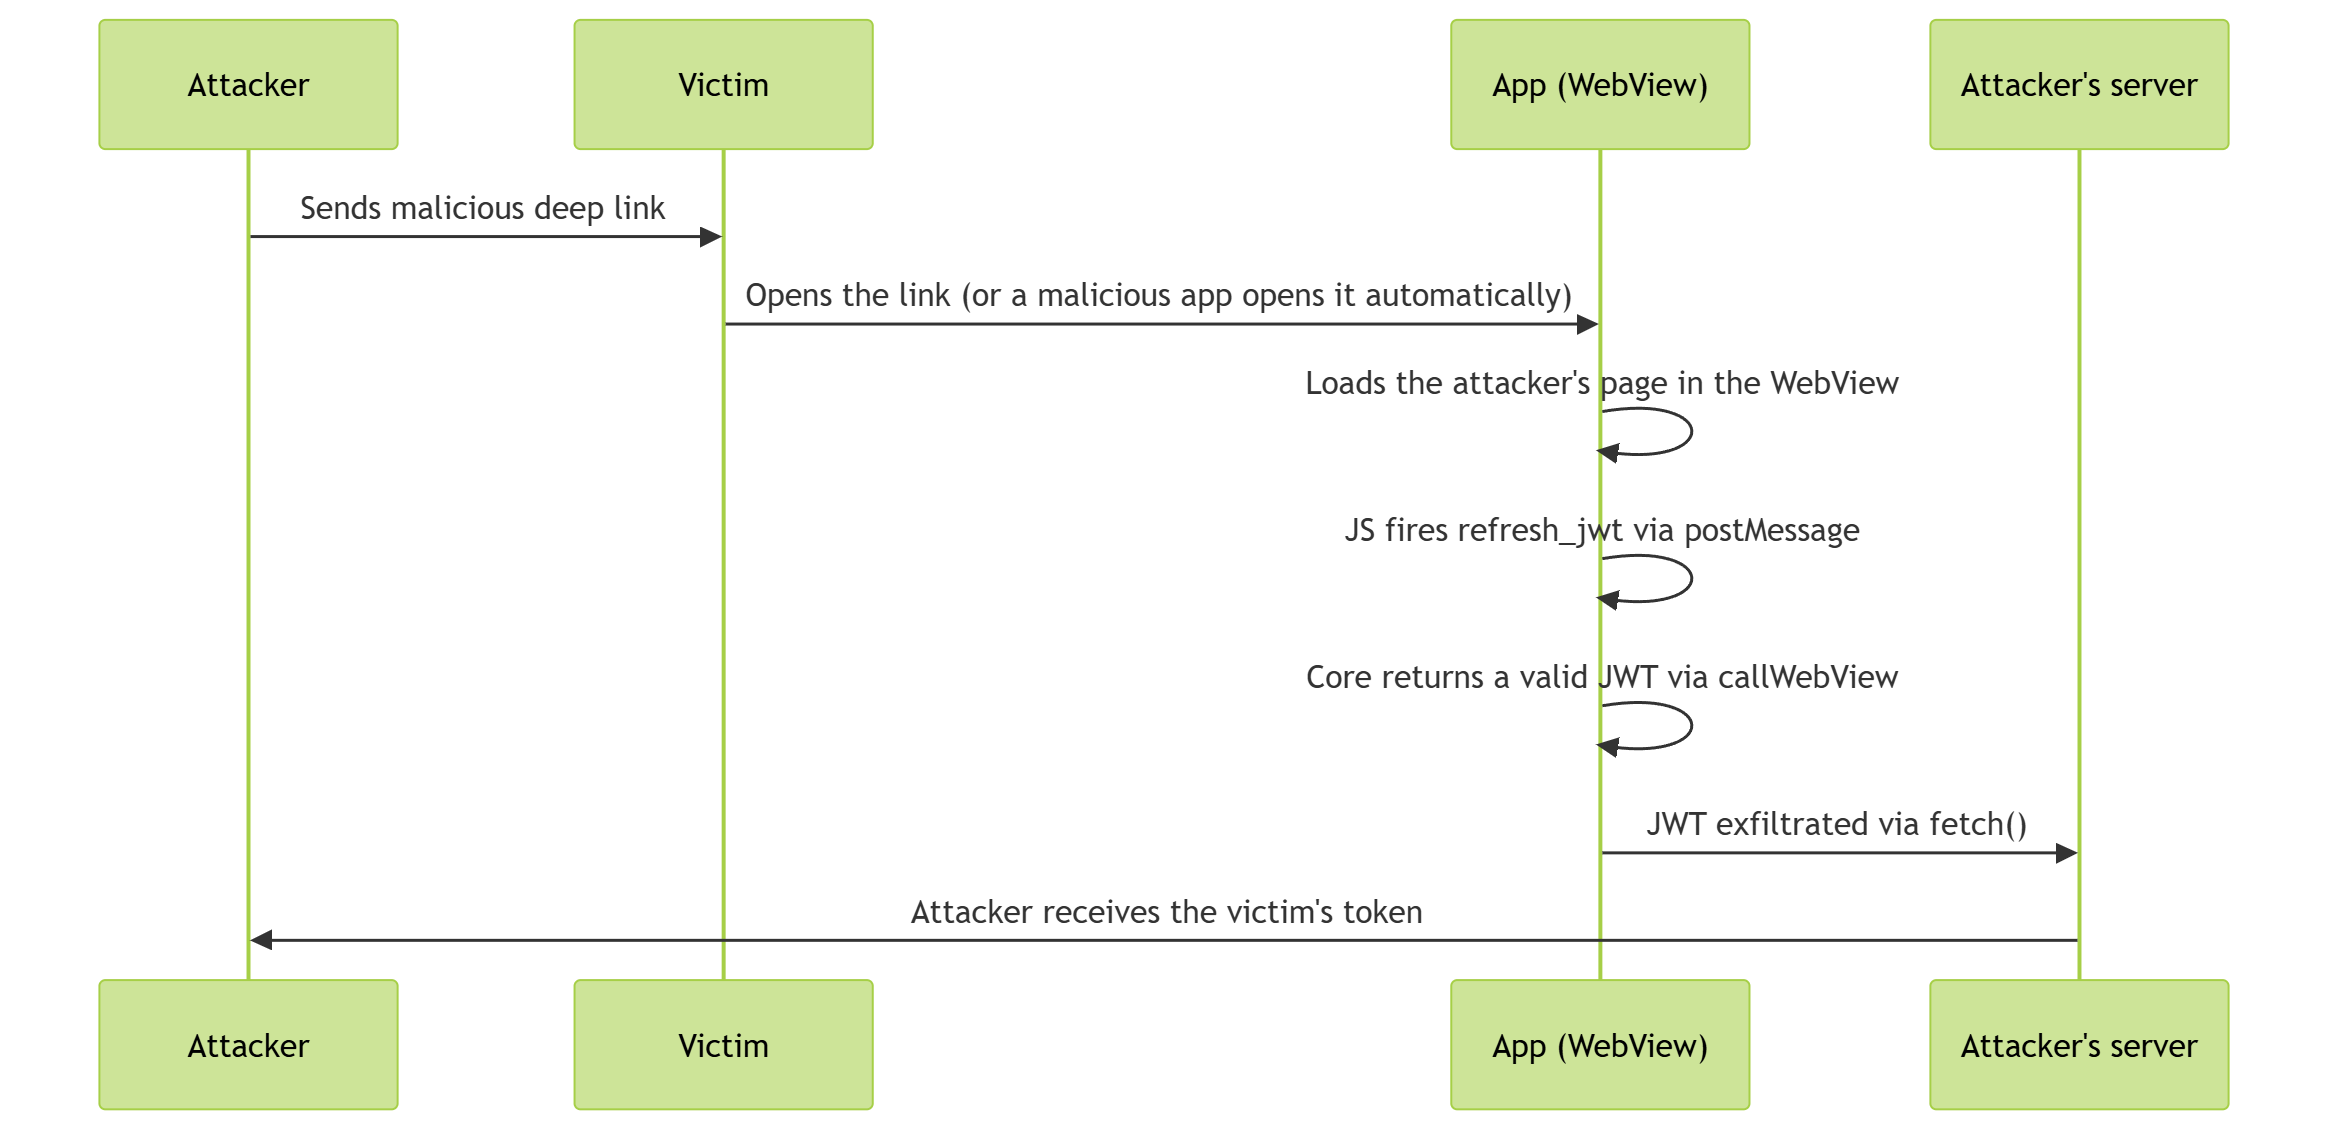 Attacker
Victim
App (WebView)
Attacker's server
Sends malicious deep link
Opens the link (or a malicious app opens it automatically)
Loads the attacker's page in the WebView
JS fires refresh_jwt via postMessage
Core returns a valid JWT via callWebView
JWT exfiltrated via fetch()
Attacker receives the victim's token
Attacker
Victim
App (WebView)
Attacker's server